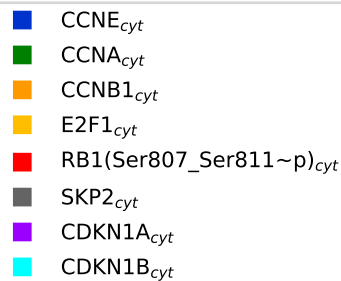 CCNEcyt
CCNAcyt
CCNB1cyt
E2F1cyt
RB1(Ser807_Ser811~p)cyt
SKP2cyt
CDKN1Acyt
CDKN1Bcyt